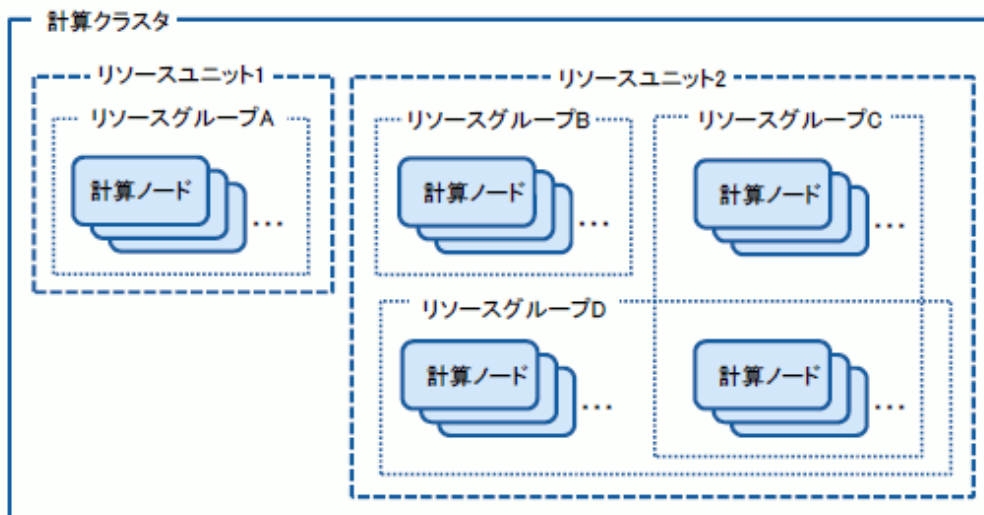 計算クラスタ
リソースユニット1
リソースユニット2
リソースグループA
リソースグループB
リソースグループC
計算ノード
...
計算ノード
...
計算ノード
...
リソースグループD
計算ノード
...
計算ノード
...